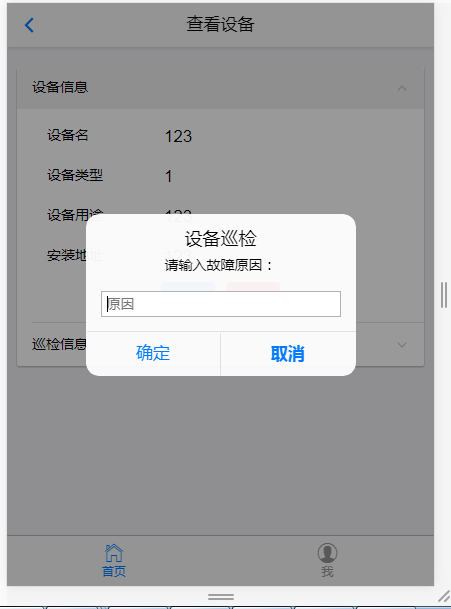 查看设备
设备信息
设备名 123
设备类型 1
设备用途 123
安装地址
设备巡检
请输入故障原因：
原因
巡检信息
确定 取消
首页 我